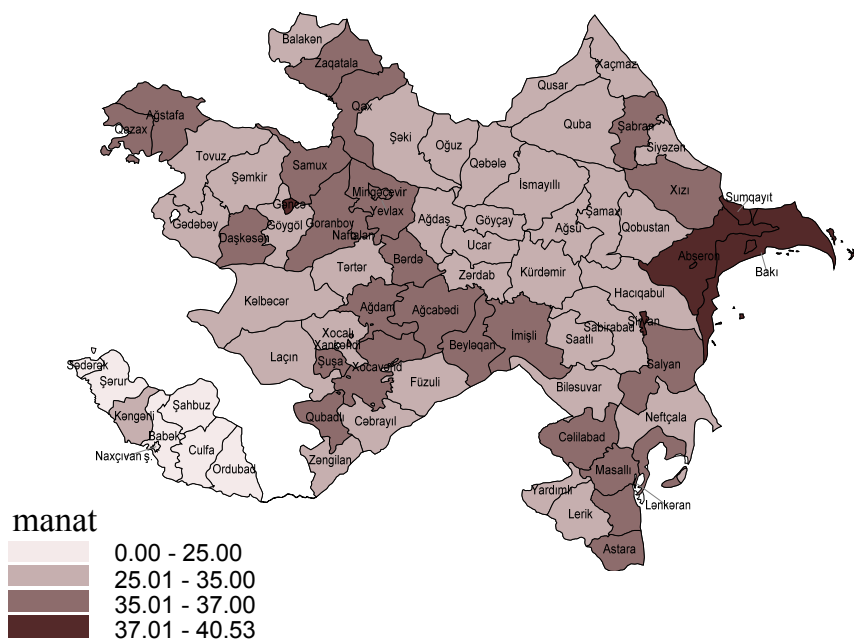 Balakən
Zaqatala
Qax
Xaçmaz
Qusar
Quba
Şabran
Siyəzən
Ağstafa
Qazax
Tovuz
Şəmkir
Samux
Şəki
Oğuz
Qəbələ
İsmayıllı
Xızı
Sumqayıt
Gədəbəy
Daşkəsən
Gəncə
Göygöl
Goranboy
Naftalan
Mingəçevir
Yevlax
Ağdaş
Göyçay
Ucar
Ağsu
Şamaxı
Qobustan
Abşeron
Bakı
Tərtər
Bərdə
Zərdab
Kürdəmir
Hacıqabul
Kəlbəcər
Ağdam
Ağcabədi
İmişli
Sabirabad
Şirvan
Saatlı
Laçın
Xocalı
Xankəndi
Şuşa
Xocavənd
Beyləqan
Salyan
Füzuli
Biləsuvar
Neftçala
Qubadlı
Cəbrayıl
Zəngilan
Cəlilabad
Masallı
Yardımlı
Lerik
Lənkəran
Astara
Sədərək
Şərur
Kəngərli
Şahbuz
Babək
Naxçıvan ş.
Culfa
Ordubad
manat
0.00 - 25.00
25.01 - 35.00
35.01 - 37.00
37.01 - 40.53